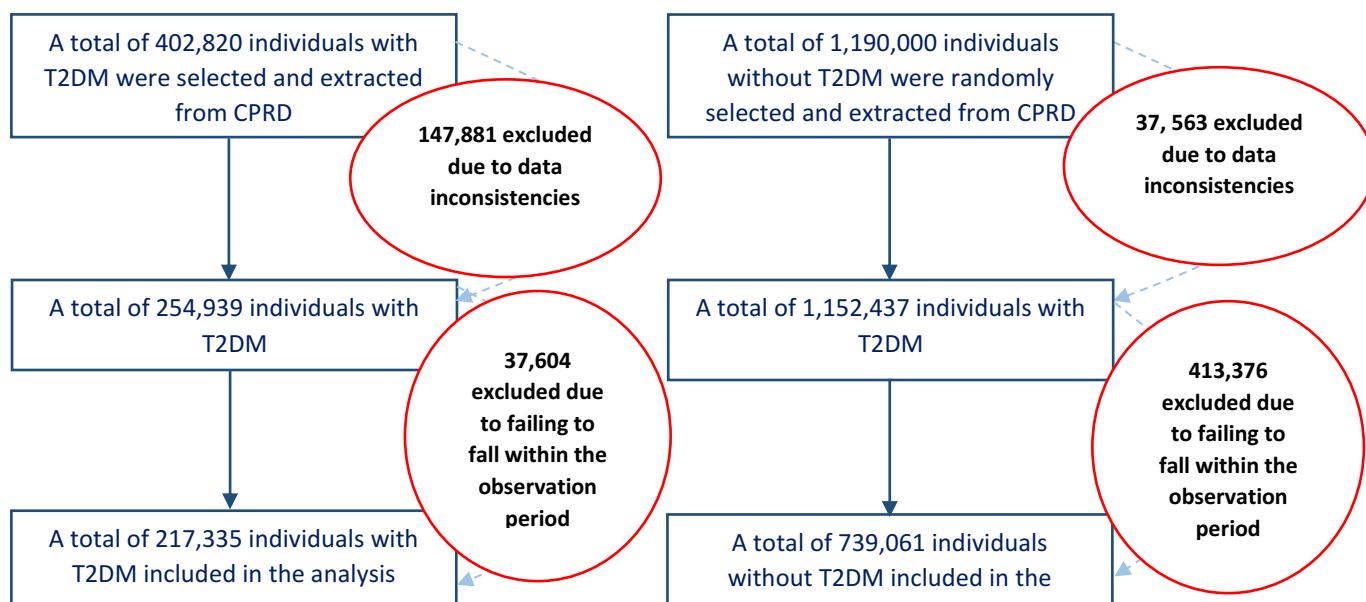 A total of 402,820 individuals with
T2DM were selected and extracted
from CPRD
147,881 excluded
due to data
inconsistencies
A total of 254,939 individuals with
T2DM
37,604
excluded due
to failing to
fall within the
observation
period
A total of 217,335 individuals with
T2DM included in the analysis
A total of 1,190,000 individuals
without T2DM were randomly
selected and extracted from CPRD
37, 563 excluded
due to data
inconsistencies
A total of 1,152,437 individuals with
T2DM
413,376
excluded due
to failing to
fall within the
observation
period
A total of 739,061 individuals
without T2DM included in the